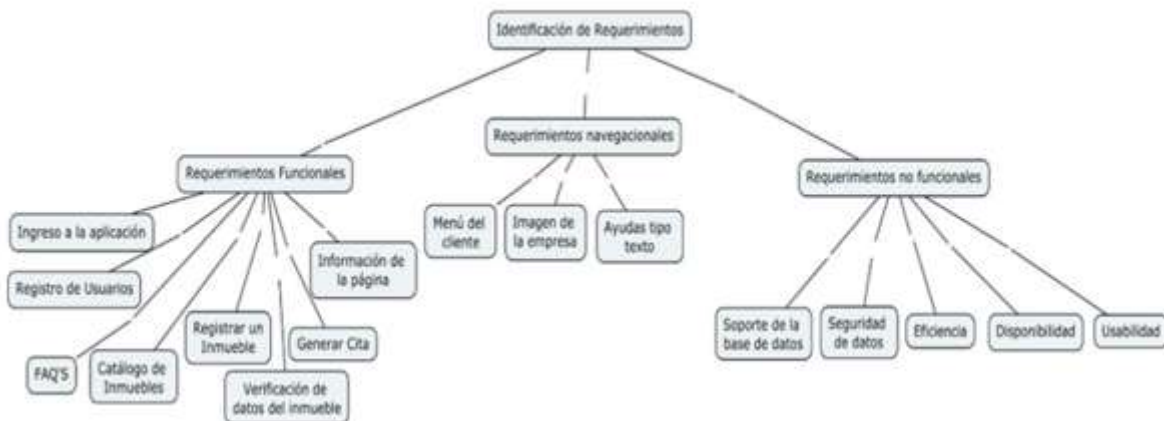 Identificación de Requerimientos
Requerimientos navegacionales
Requerimientos Funcionales
Requerimientos no funcionales
Ingreso a la aplicación
Registro de Usuarios
FAQ'S
Catálogo de
Inmuebles
Registrar un
Inmueble
Verificación de
datos del inmueble
Generar Cita
Información de
la página
Menú del
cliente
Imagen de
la empresa
Ayudas tipo
texto
Soporte de la
base de datos
Seguridad
de datos
Eficiencia
Disponibilidad
Usabilidad